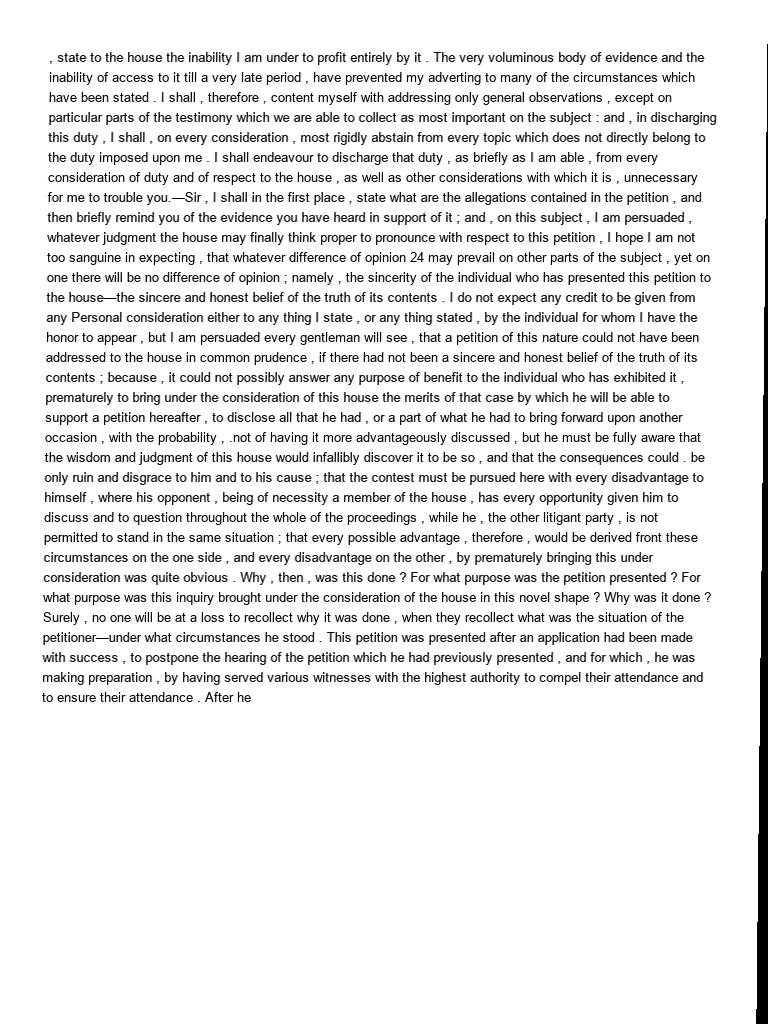 , state to the house the inability I am under to profit entirely by it . The very voluminous body of evidence and the
inability of access to it till a very late period , have prevented my adverting to many of the circumstances which
have been stated . I shall , therefore , content myself with addressing only general observations , except on
particular parts of the testimony which we are able to collect as most important on the subject : and , in discharging
this duty , I shall , on every consideration , most rigidly abstain from every topic which does not directly belong to
the duty imposed upon me . I shall endeavour to discharge that duty , as briefly as I am able , from every
consideration of duty and of respect to the house , as well as other considerations with which it is , unnecessary
for me to trouble you.—Sir , I shall in the first place , state what are the allegations contained in the petition , and
then briefly remind you of the evidence you have heard in support of it ; and , on this subject , I am persuaded ,
whatever judgment the house may finally think proper to pronounce with respect to this petition , I hope I am not
too sanguine in expecting , that whatever difference of opinion 24 may prevail on other parts of the subject , yet on
one there will be no difference of opinion ; namely , the sincerity of the individual who has presented this petition to
the house—the sincere and honest belief of the truth of its contents . I do not expect any credit to be given from
any Personal consideration either to any thing I state , or any thing stated , by the individual for whom I have the
honor to appear , but I am persuaded every gentleman will see , that a petition of this nature could not have been
addressed to the house in common prudence , if there had not been a sincere and honest belief of the truth of its
contents ; because , it could not possibly answer any purpose of benefit to the individual who has exhibited it ,
prematurely to bring under the consideration of this house the merits of that case by which he will be able to
support a petition hereafter , to disclose all that he had , or a part of what he had to bring forward upon another
occasion , with the probability , .not of having it more advantageously discussed , but he must be fully aware that
the wisdom and judgment of this house would infallibly discover it to be so , and that the consequences could . be
only ruin and disgrace to him and to his cause ; that the contest must be pursued here with every disadvantage to
himself , where his opponent , being of necessity a member of the house , has every opportunity given him to
discuss and to question throughout the whole of the proceedings , while he , the other litigant party , is not
permitted to stand in the same situation ; that every possible advantage , therefore , would be derived front these
circumstances on the one side , and every disadvantage on the other , by prematurely bringing this under
consideration was quite obvious . Why , then , was this done ? For what purpose was the petition presented ? For
what purpose was this inquiry brought under the consideration of the house in this novel shape ? Why was it done ?
Surely , no one will be at a loss to recollect why it was done , when they recollect what was the situation of the
petitioner—under what circumstances he stood . This petition was presented after an application had been made
with success , to postpone the hearing of the petition which he had previously presented , and for which , he was
making preparation , by having served various witnesses with the highest authority to compel their attendance and
to ensure their attendance . After he